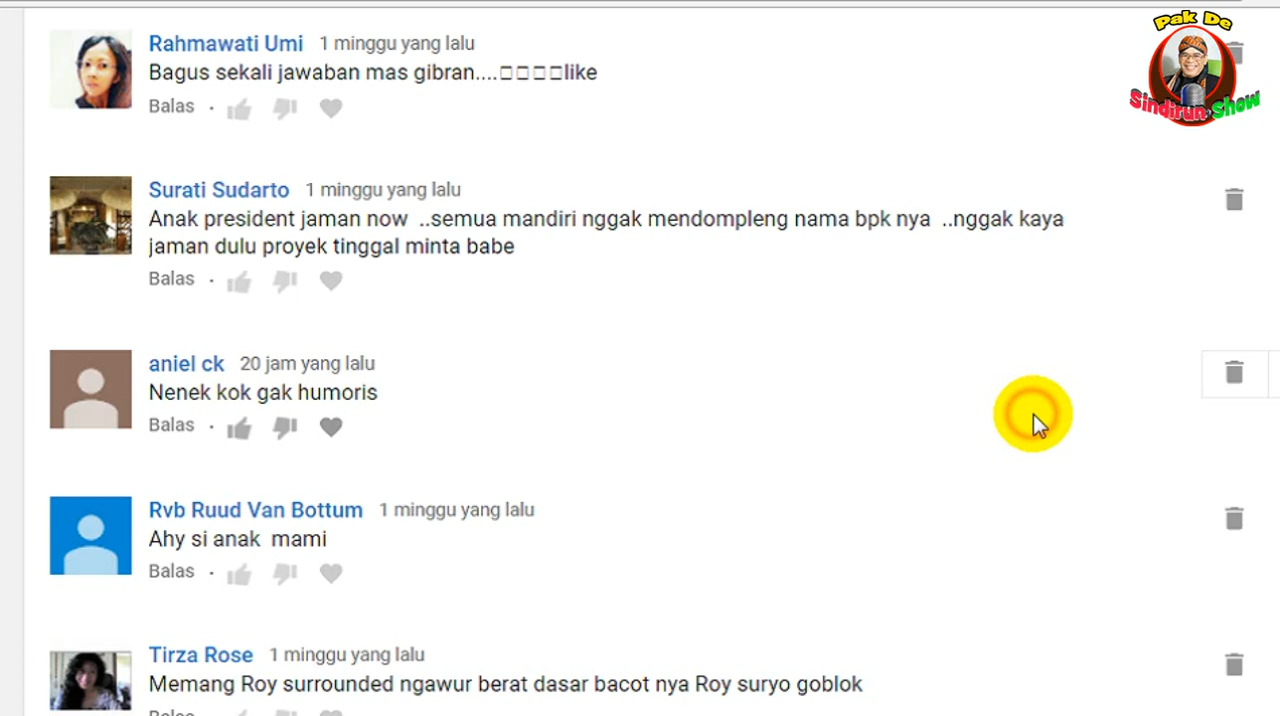 Pak De
Sindirun Show
Rahmawati Umi 1 minggu yang lalu
Bagus sekali jawaban mas gibran....□□□□like
Balas
Surati Sudarto 1 minggu yang lalu
Anak president jaman now ..semua mandiri nggak mendompleng nama bpk nya ..nggak kaya
jaman dulu proyek tinggal minta babe
Balas
aniel ck 20 jam yang lalu
Nenek kok gak humoris
Balas
Rvb Ruud Van Bottum 1 minggu yang lalu
Ahy si anak mami
Balas
Tirza Rose 1 minggu yang lalu
Memang Roy surrounded ngawur berat dasar bacot nya Roy suryo goblok
Balas